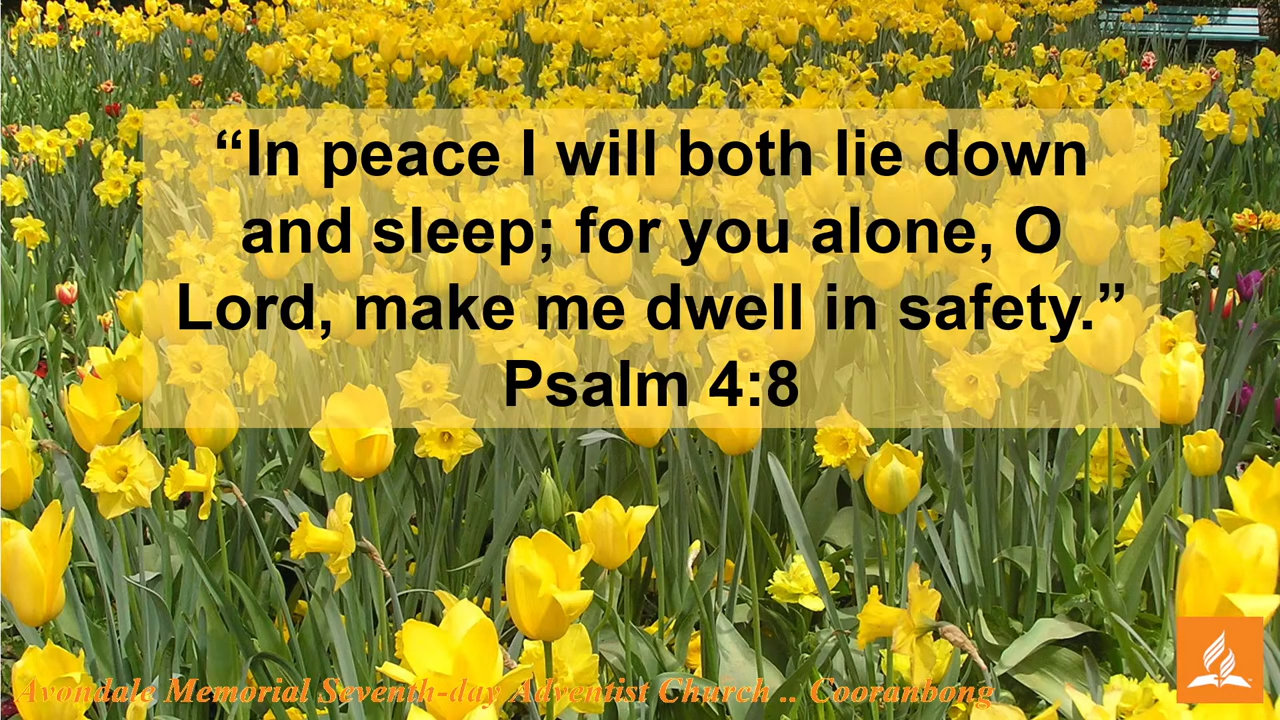 “In peace I will both lie down
and sleep; for you alone, O
Lord, make me dwell in safety.”
Psalm 4:8
Avondale Memorial Seventh-day Adventist Church .. Cooranbong